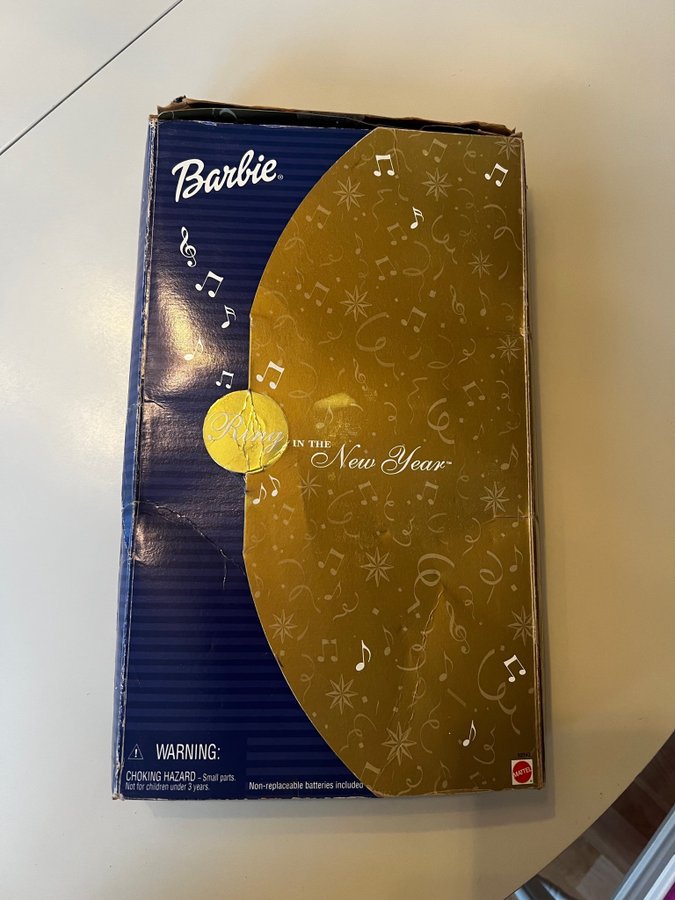 Barbie®
Ring IN THE
New Year™
⚠ WARNING:
CHOKING HAZARD – Small parts.
Not for children under 3 years.
Non-replaceable batteries included
MATTEL